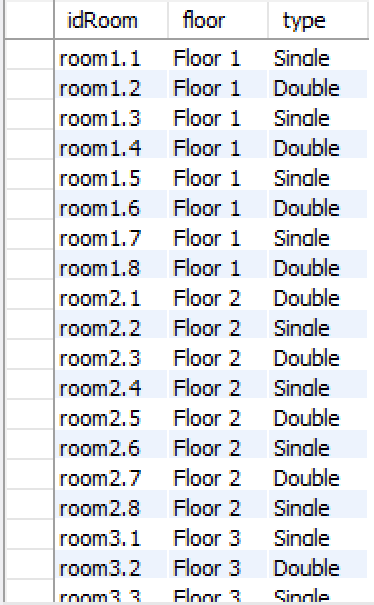 idRoom floor type
room1.1 Floor 1 Single
room1.2 Floor 1 Double
room1.3 Floor 1 Single
room1.4 Floor 1 Double
room1.5 Floor 1 Single
room1.6 Floor 1 Double
room1.7 Floor 1 Single
room1.8 Floor 1 Double
room2.1 Floor 2 Double
room2.2 Floor 2 Single
room2.3 Floor 2 Double
room2.4 Floor 2 Single
room2.5 Floor 2 Double
room2.6 Floor 2 Single
room2.7 Floor 2 Double
room2.8 Floor 2 Single
room3.1 Floor 3 Single
room3.2 Floor 3 Double
room3.3 Floor 3 Single